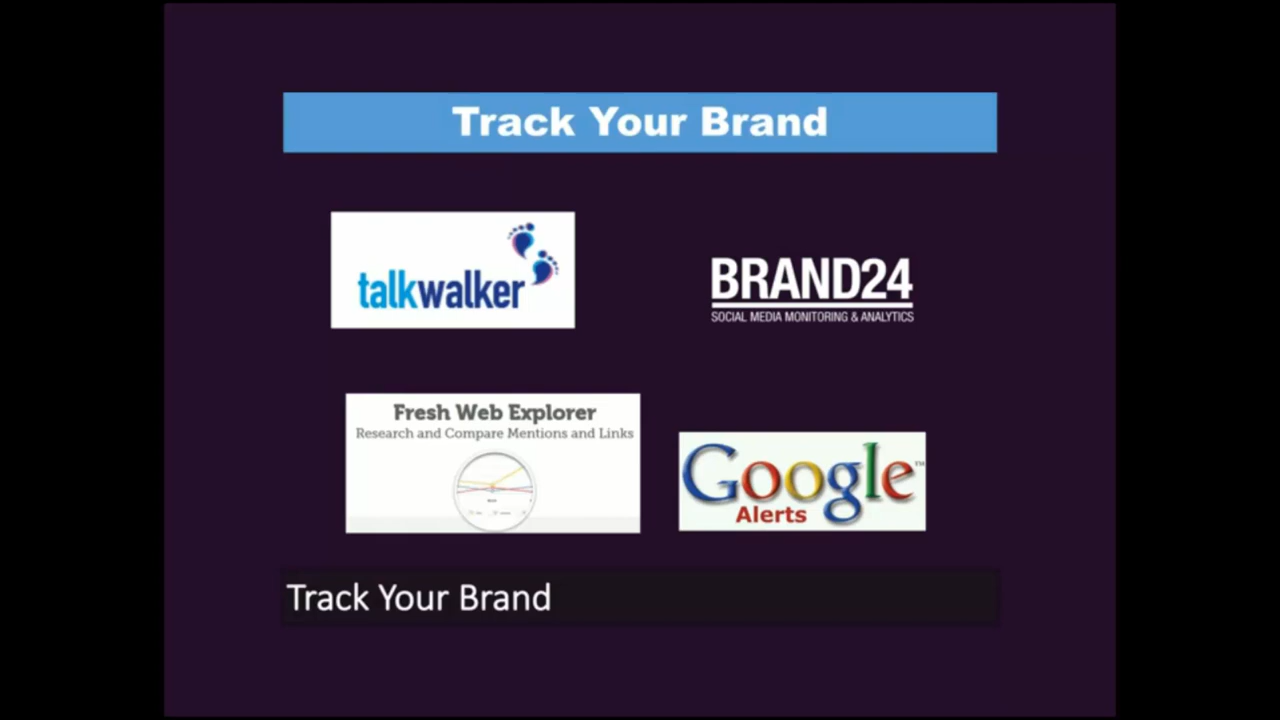 Track Your Brand
talkwalker
BRAND24
SOCIAL MEDIA MONITORING & ANALYTICS
Fresh Web Explorer
Research and Compare Mentions and Links
Google™
Alerts
Track Your Brand